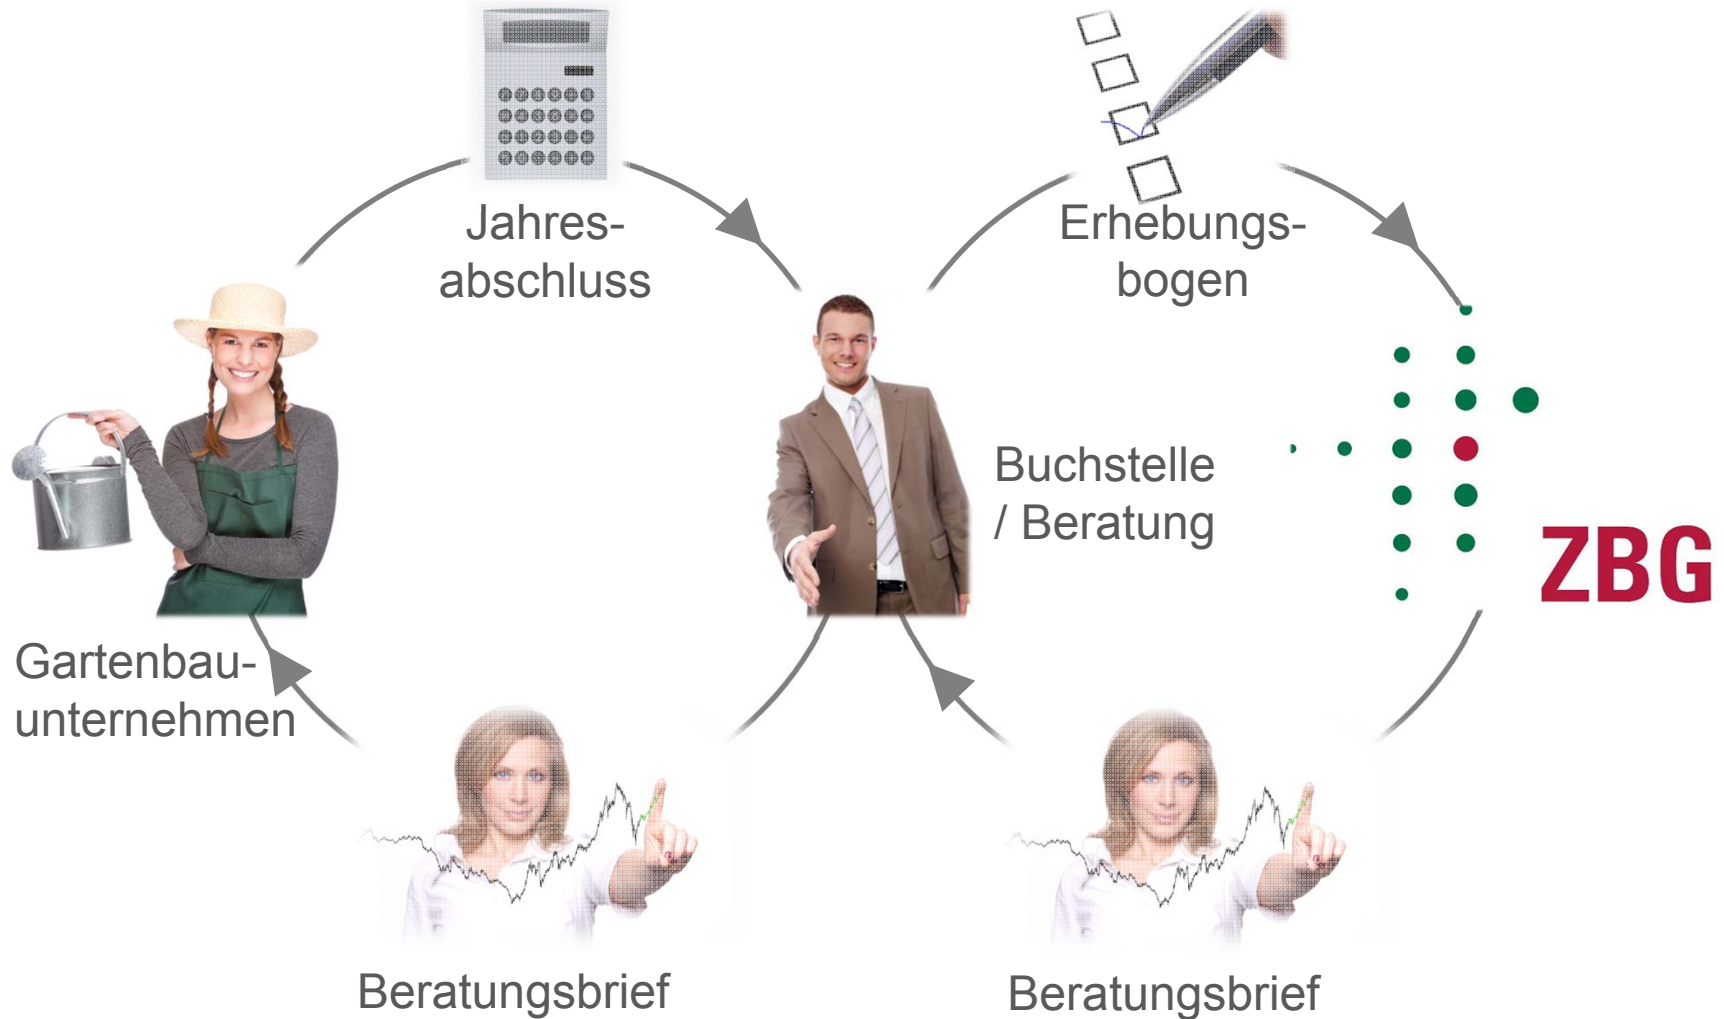 Jahres-
abschluss
Erhebungs-
bogen
Buchstelle
/ Beratung
ZBG
Gartenbau-
unternehmen
Beratungsbrief
Beratungsbrief